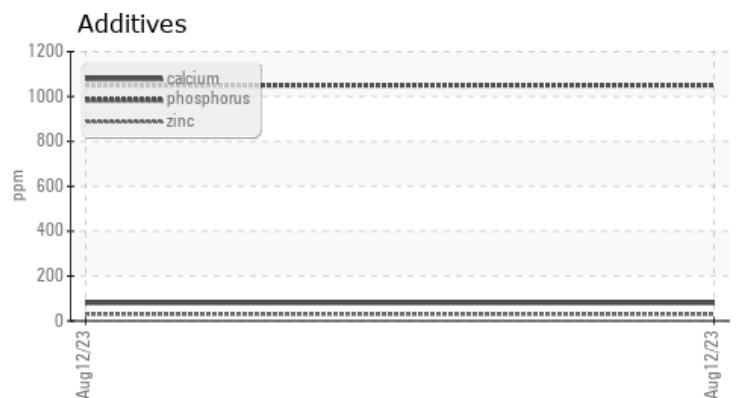 Additives
1200
1000
800
600
400
200
0
ppm
calcium
phosphorus
zinc
Aug12/23
Aug12/23